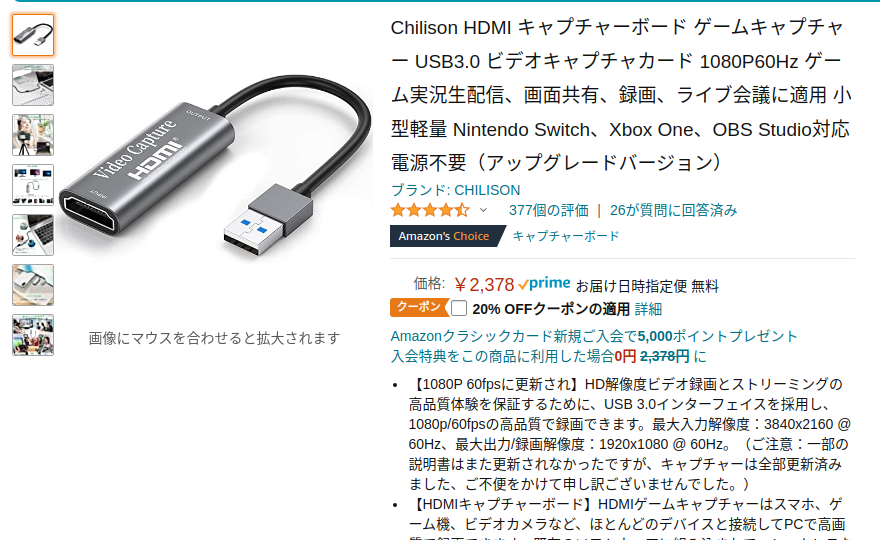 Chilison HDMI キャプチャーボード ゲームキャプチャ
ー USB3.0 ビデオキャプチャカード 1080P60Hz ゲー
ム実況生配信、画面共有、録画、ライブ会議に適用 小
型軽量 Nintendo Switch、Xbox One、OBS Studio対応
電源不要（アップグレードバージョン）
ブランド: CHILISON
377個の評価 | 26が質問に回答済み
Amazon's Choice キャプチャーボード
OUTPUT
Video Capture
HDMI®
INPUT
画像にマウスを合わせると拡大されます
価格: ￥2,378 prime お届け日時指定便 無料
クーポン 20% OFFクーポンの適用 詳細
Amazonクラシックカード新規ご入会で5,000ポイントプレゼント
入会特典をこの商品に利用した場合0円 2,378円 に
• 【1080P 60fpsに更新され】HD解像度ビデオ録画とストリーミングの
高品質体験を保証するために、USB 3.0インターフェイスを採用し、
1080p/60fpsの高品質で録画できます。最大入力解像度：3840x2160 @
60Hz、最大出力/録画解像度：1920x1080 @ 60Hz。（ご注意：一部の
説明書はまた更新されなかったですが、キャプチャーは全部更新済み
ました、ご不便をかけて申し訳ございませんでした。）
• 【HDMIキャプチャーボード】HDMIゲームキャプチャーはスマホ、ゲ
ーム機、ビデオカメラなど、ほとんどのデバイスと接続してPCで高画